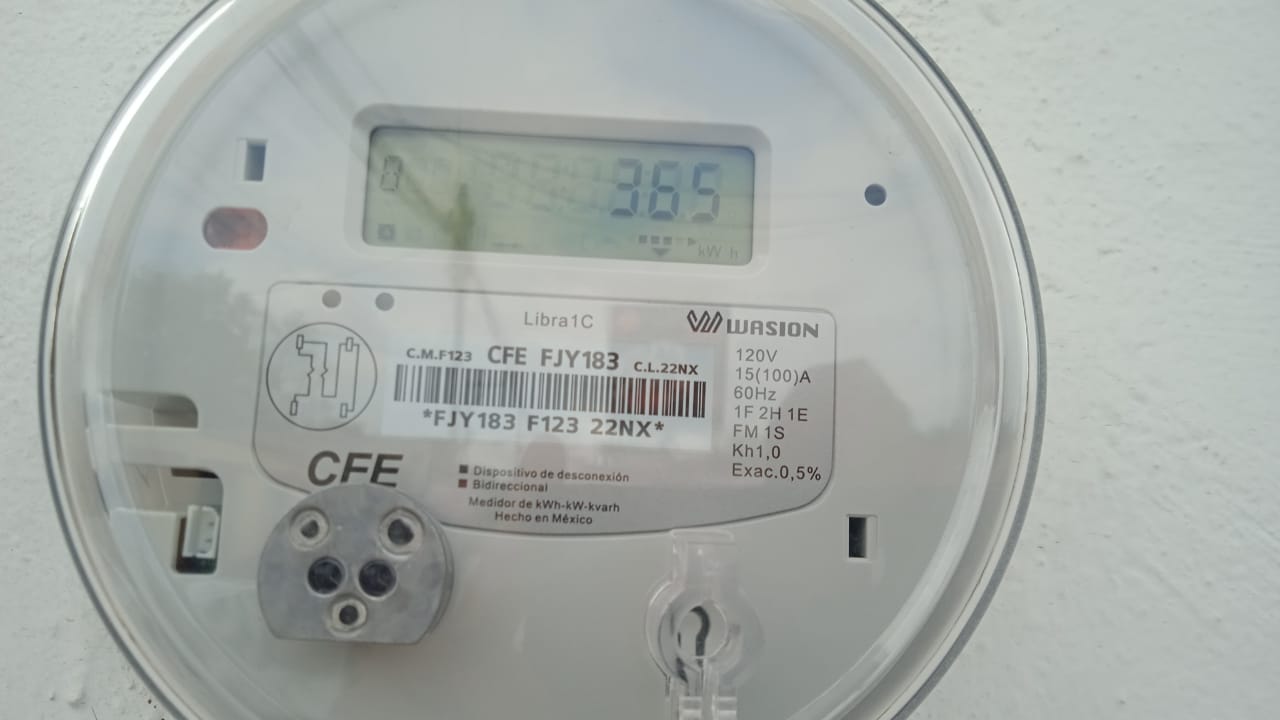 8
365
kW h
Libra1C
WASION
C.M.F123 CFE FJY183 C.L.22NX
*FJY183 F123 22NX*
120V
15(100)A
60Hz
1F 2H 1E
FM 1S
Kh1,0
Exac.0,5%
CFE
Dispositivo de desconexión
Bidireccional
Medidor de kWh-kW-kvarh
Hecho en México